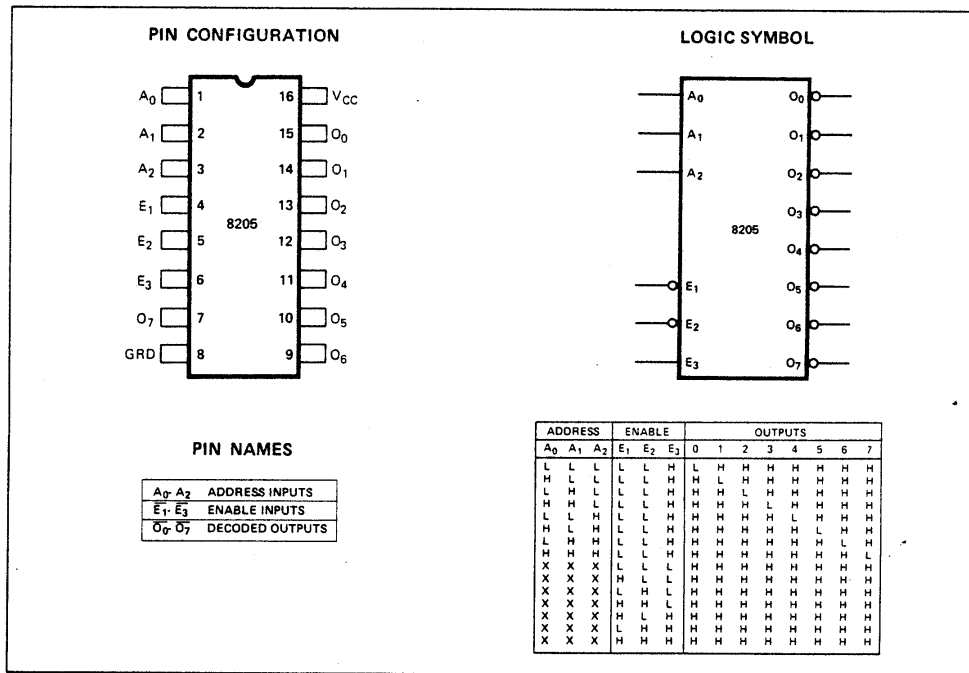 PIN CONFIGURATION
A0 1 16 VCC
A1 2 15 O0
A2 3 14 O1
E1 4 13 O2
8205
E2 5 12 O3
E3 6 11 O4
O7 7 10 O5
GRD 8 9 O6
LOGIC SYMBOL
A0 O0
A1 O1
A2 O2
O3
8205
O4
E1 O5
E2 O6
E3 O7
PIN NAMES
A0- A2 ADDRESS INPUTS
E̅1- E̅3 ENABLE INPUTS
O̅0- O̅7 DECODED OUTPUTS
ADDRESS ENABLE OUTPUTS
A0 A1 A2 E1 E2 E3 0 1 2 3 4 5 6 7
L L L L L H L H H H H H H H
H L L L L H H L H H H H H H
L H L L L H H H L H H H H H
H H L L L H H H H L H H H H
L L H L L H H H H H L H H H
H L H L L H H H H H H L H H
L H H L L H H H H H H H L H
H H H L L H H H H H H H H L
X X X L L L H H H H H H H H
X X X H L L H H H H H H H H
X X X L H L H H H H H H H H
X X X H H L H H H H H H H H
X X X H L H H H H H H H H H
X X X L H H H H H H H H H H
X X X H H H H H H H H H H H